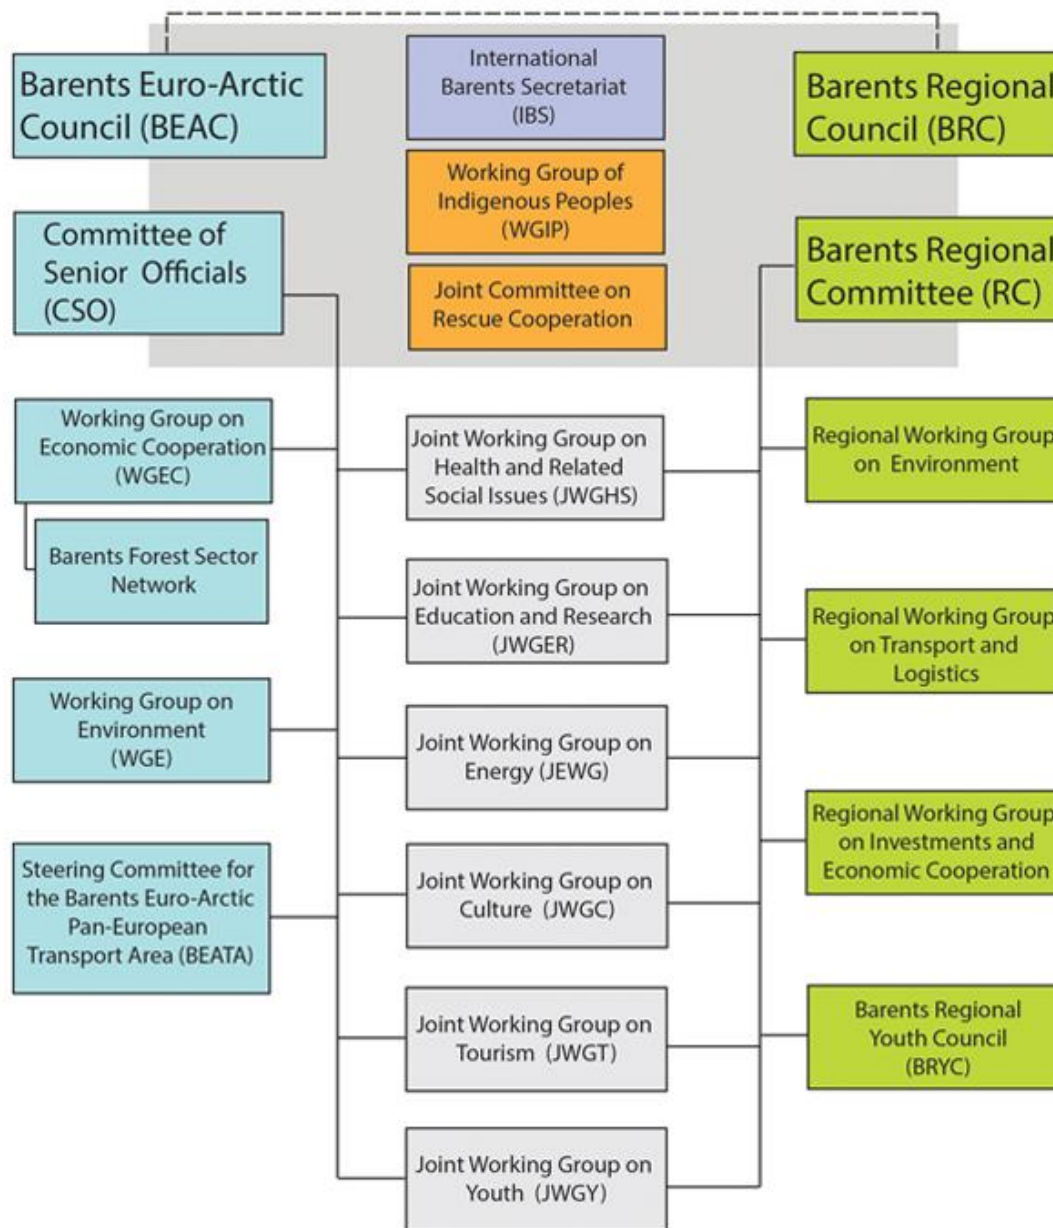 Barents Euro-Arctic
Council (BEAC)
International
Barents Secretariat
(IBS)
Barents Regional
Council (BRC)
Working Group of
Indigenous Peoples
(WGIP)
Committee of
Senior Officials
(CSO)
Joint Committee on
Rescue Cooperation
Barents Regional
Committee (RC)
Working Group on
Economic Cooperation
(WGEC)
Barents Forest Sector
Network
Working Group on
Environment
(WGE)
Steering Committee for
the Barents Euro-Arctic
Pan-European
Transport Area (BEATA)
Joint Working Group on
Health and Related
Social Issues (JWGHS)
Joint Working Group on
Education and Research
(JWGER)
Joint Working Group on
Energy (JEWG)
Joint Working Group on
Culture (JWGC)
Joint Working Group on
Tourism (JWGT)
Joint Working Group on
Youth (JWGY)
Regional Working Group
on Environment
Regional Working Group
on Transport and
Logistics
Regional Working Group
on Investments and
Economic Cooperation
Barents Regional
Youth Council
(BRYC)